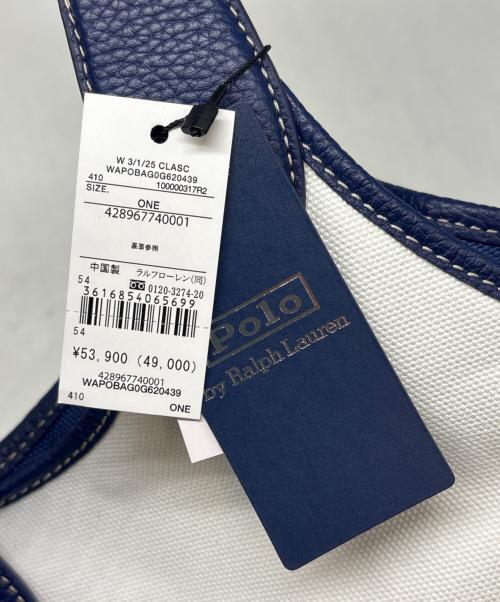 W 3/1/25 CLASC
WAPOBAG0G620439
410 100000317R2
SIZE.
ONE
428967740001
裏面参照
中国製 ラルフローレン(同)
0120-3274-20
54
3616854065699
54
¥53,900 (49,000)
428967740001
WAPOBAG0G620439
410 ONE
Polo
by Ralph Lauren